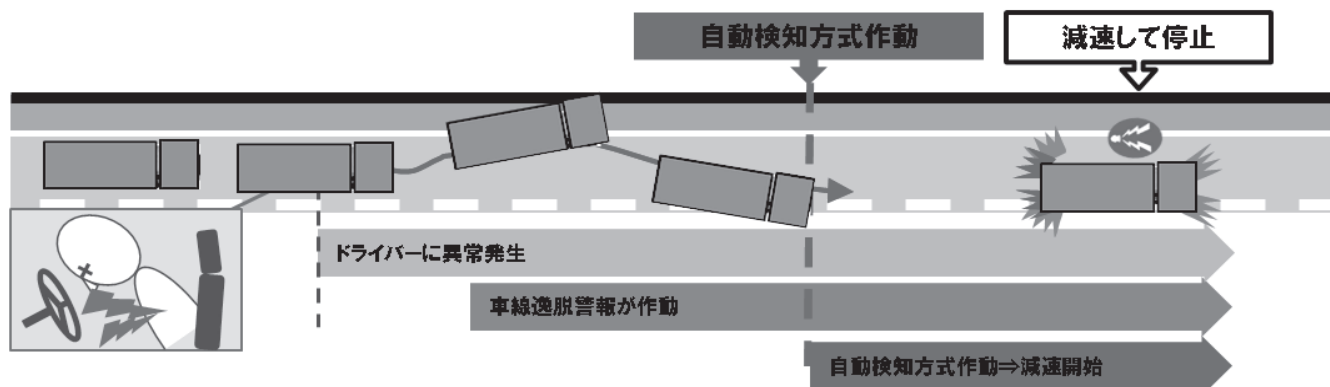 自動検知方式作動
減速して停止
ドライバーに異常発生
車線逸脱警報が作動
自動検知方式作動⇒減速開始